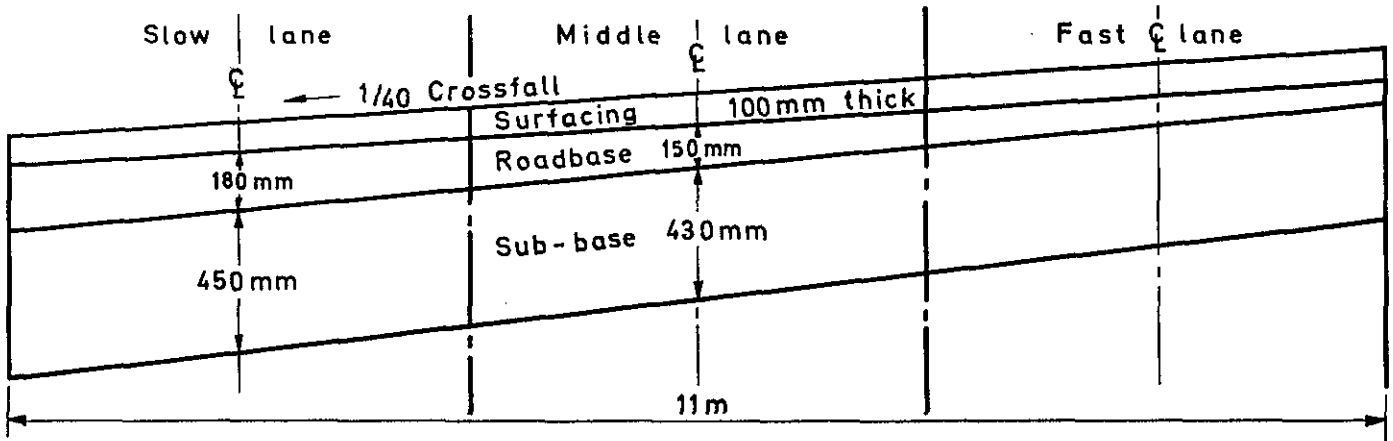 Slow lane
Middle lane
Fast ℄ lane
℄
℄
1/40 Crossfall
Surfacing 100mm thick
Roadbase 150mm
180mm
Sub-base 430mm
450mm
11m